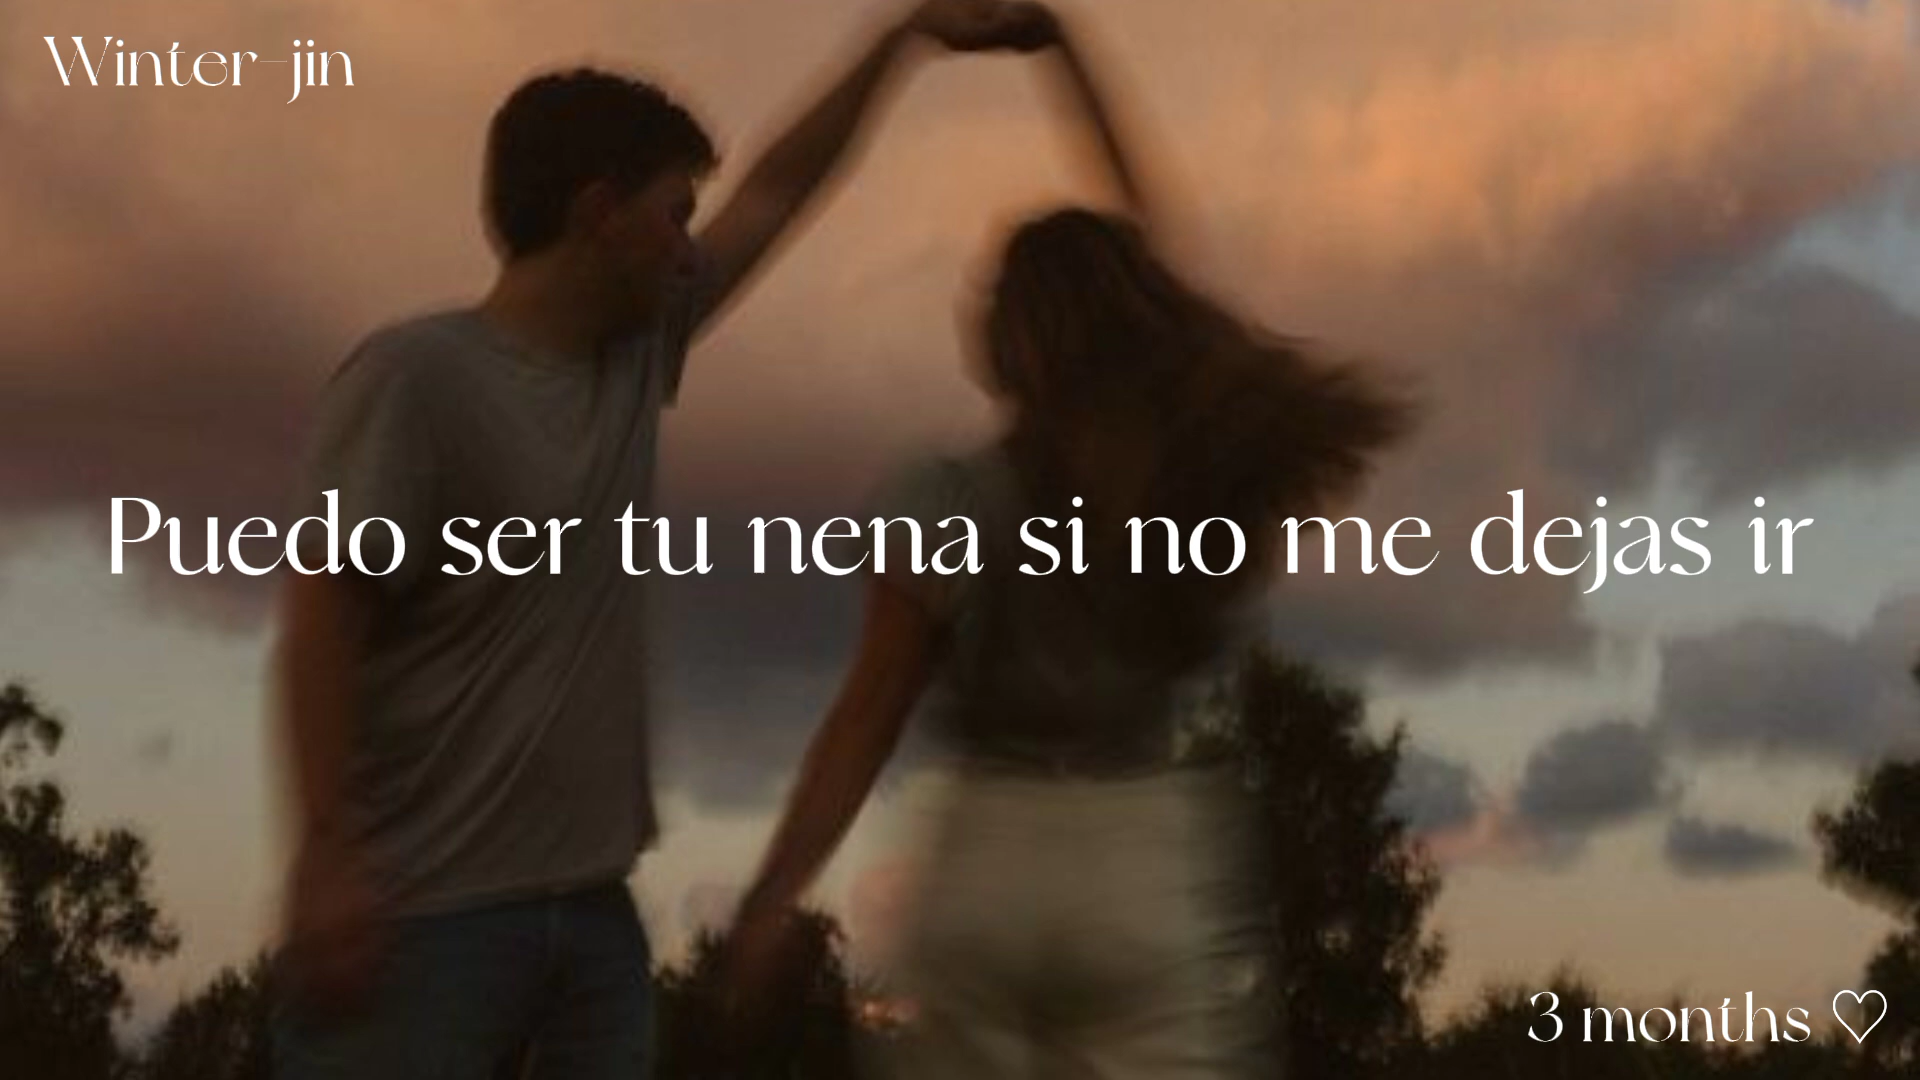 Winter-jin
Puedo ser tu nena si no me dejas ir
3 months ♡